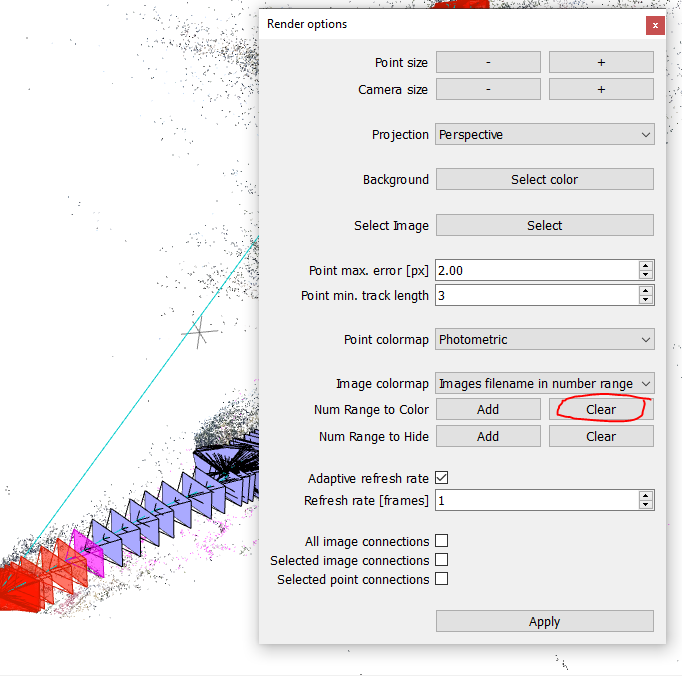 Render options
x
Point size - +
Camera size - +
Projection Perspective
Background Select color
Select Image Select
Point max. error [px] 2.00
Point min. track length 3
Point colormap Photometric
Image colormap Images filename in number range
Num Range to Color Add Clear
Num Range to Hide Add Clear
Adaptive refresh rate
Refresh rate [frames] 1
All image connections
Selected image connections
Selected point connections
Apply